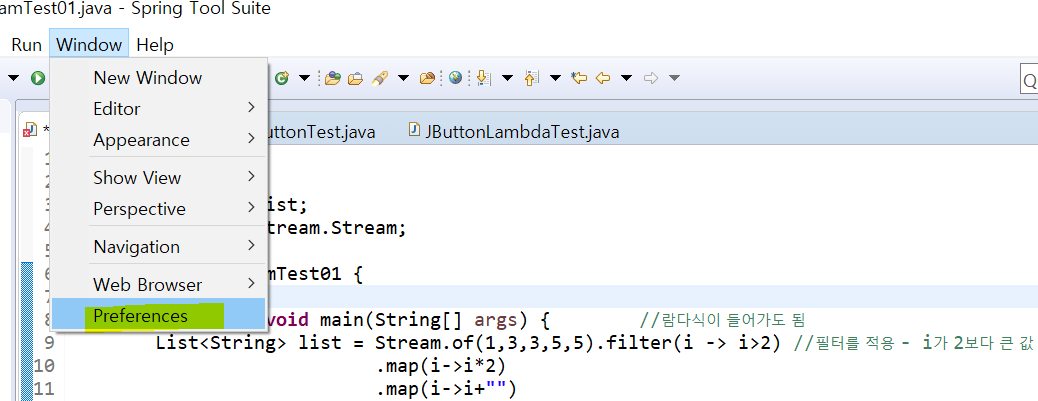 amTest01.java - Spring Tool Suite
Run Window Help
New Window
Editor
Appearance
Show View
Perspective
Navigation
Web Browser
Preferences
uttonTest.java JButtonLambdaTest.java
1
2
3 ist;
4 tream.Stream;
5
6 mTest01 {
7
8 void main(String[] args) { //람다식이 들어가도 됨
9 List<String> list = Stream.of(1,3,3,5,5).filter(i -> i>2) //필터를 적용 - i가 2보다 큰 값
10 .map(i->i*2)
11 .map(i->i+"")